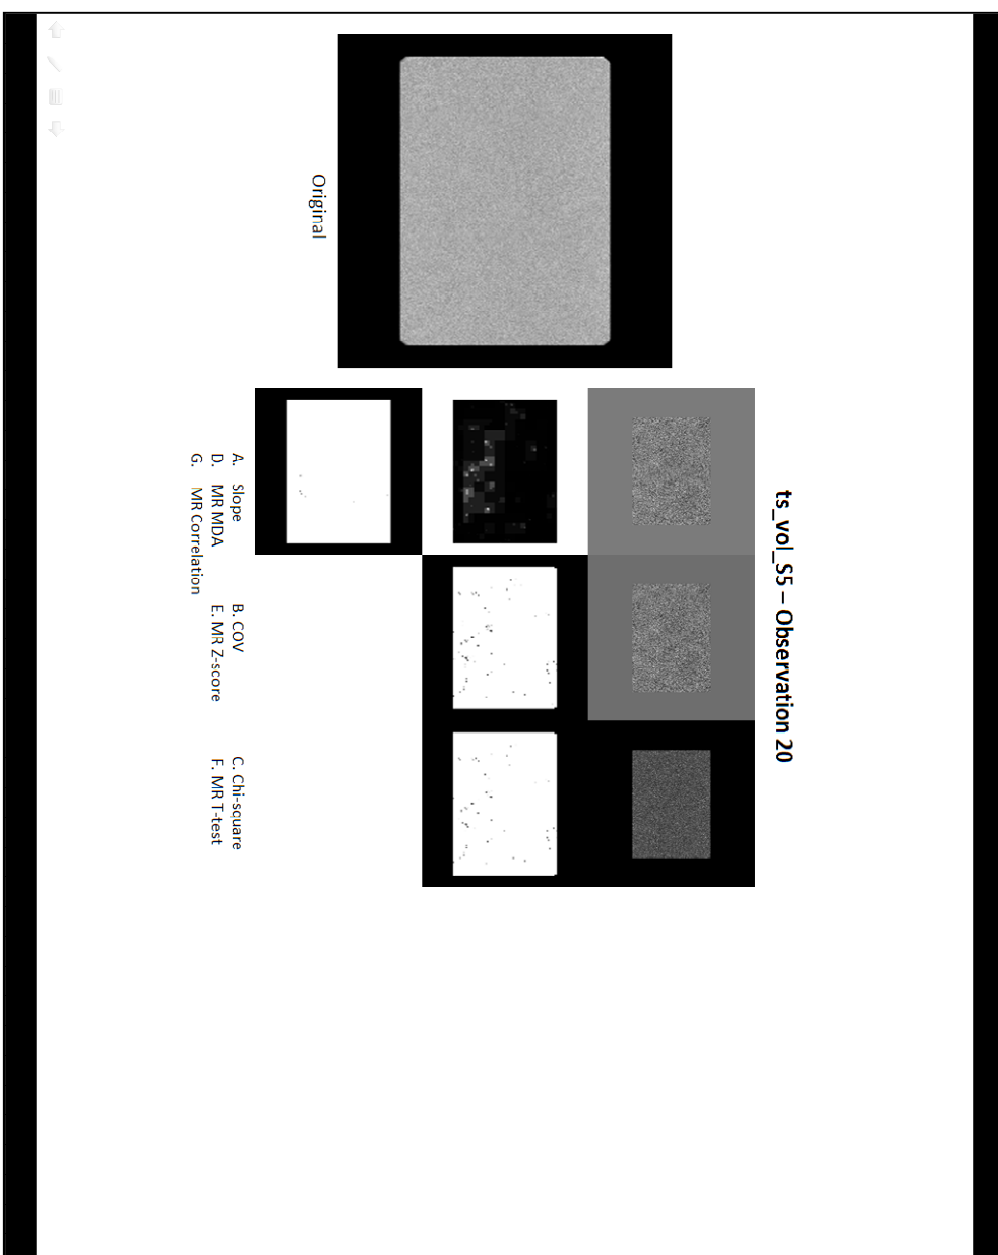 ts_vol_S5 – Observation 20
Original
A. Slope B. COV C. Chi-square
D. MR MDA E. MR Z-score F. MR T-test
G. MR Correlation